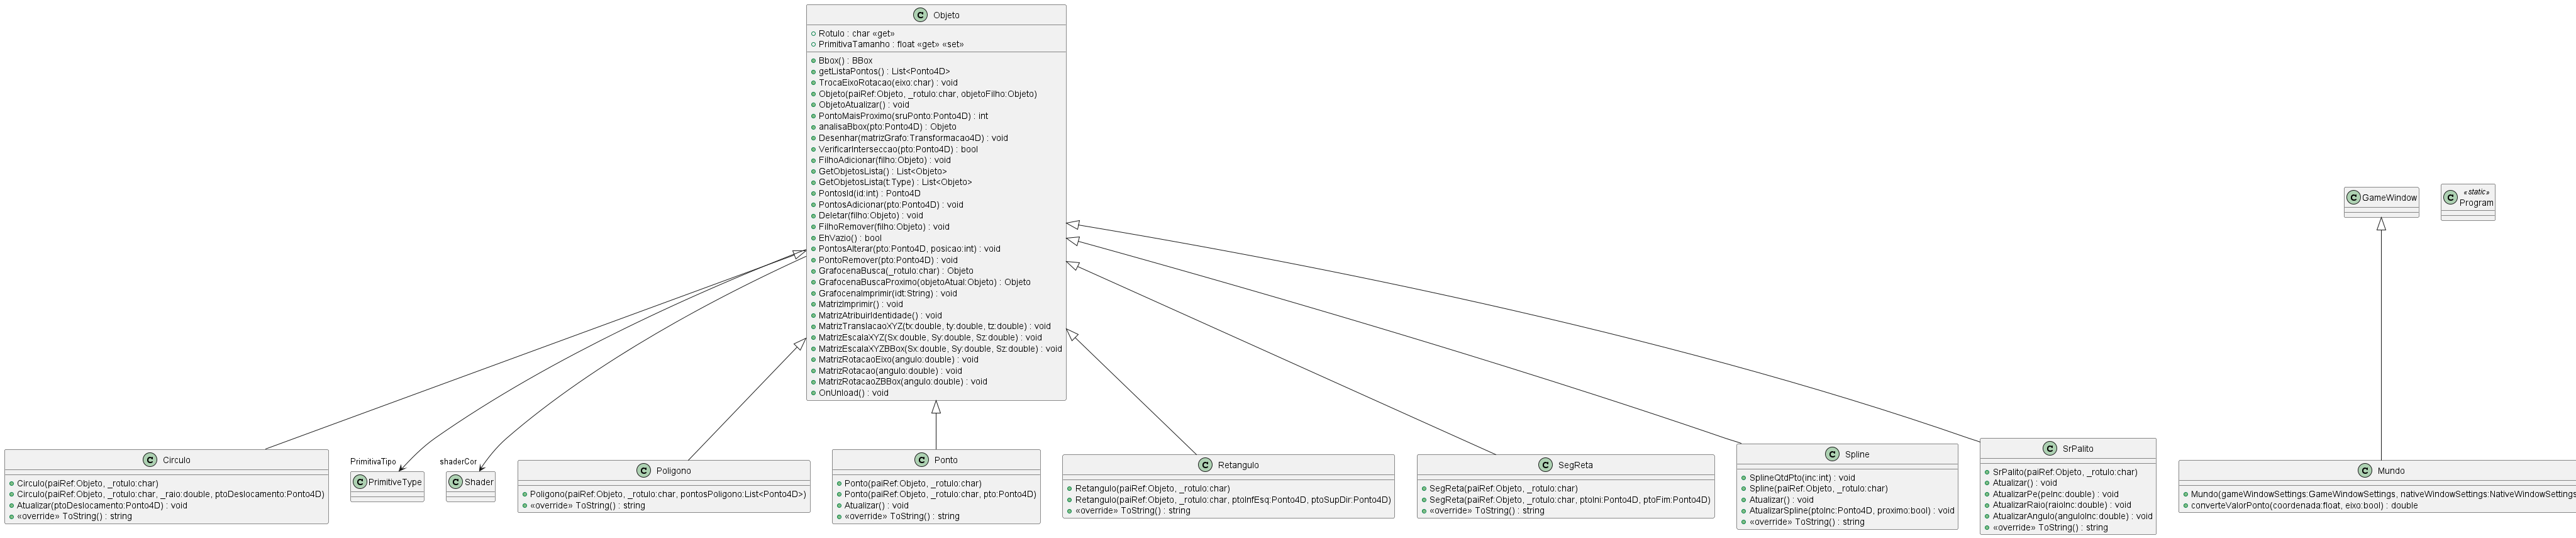 C Objeto
Rotulo : char «get»
PrimitivaTamanho : float «get» «set»
Bbox() : BBox
getListaPontos() : List<Ponto4D>
TrocaEixoRotacao(eixo:char) : void
Objeto(paiRef:Objeto, _rotulo:char, objetoFilho:Objeto)
ObjetoAtualizar() : void
PontoMaisProximo(sruPonto:Ponto4D) : int
analisaBbox(pto:Ponto4D) : Objeto
Desenhar(matrizGrafo:Transformacao4D) : void
VerificarInterseccao(pto:Ponto4D) : bool
FilhoAdicionar(filho:Objeto) : void
GetObjetosLista() : List<Objeto>
GetObjetosLista(t:Type) : List<Objeto>
PontosId(id:int) : Ponto4D
PontosAdicionar(pto:Ponto4D) : void
Deletar(filho:Objeto) : void
FilhoRemover(filho:Objeto) : void
EhVazio() : bool
PontosAlterar(pto:Ponto4D, posicao:int) : void
PontoRemover(pto:Ponto4D) : void
GrafocenaBusca(_rotulo:char) : Objeto
GrafocenaBuscaProximo(objetoAtual:Objeto) : Objeto
GrafocenaImprimir(idt:String) : void
MatrizImprimir() : void
MatrizAtribuirIdentidade() : void
MatrizTranslacaoXYZ(tx:double, ty:double, tz:double) : void
MatrizEscalaXYZ(Sx:double, Sy:double, Sz:double) : void
MatrizEscalaXYZBBox(Sx:double, Sy:double, Sz:double) : void
MatrizRotacaoEixo(angulo:double) : void
MatrizRotacao(angulo:double) : void
MatrizRotacaoZBBox(angulo:double) : void
OnUnload() : void
C GameWindow
«static»
C Program
C Circulo
Circulo(paiRef:Objeto, _rotulo:char)
Circulo(paiRef:Objeto, _rotulo:char, _raio:double, ptoDeslocamento:Ponto4D)
Atualizar(ptoDeslocamento:Ponto4D) : void
«override» ToString() : string
PrimitivaTipo
C PrimitiveType
shaderCor
C Shader
C Poligono
Poligono(paiRef:Objeto, _rotulo:char, pontosPoligono:List<Ponto4D>)
«override» ToString() : string
C Ponto
Ponto(paiRef:Objeto, _rotulo:char)
Ponto(paiRef:Objeto, _rotulo:char, pto:Ponto4D)
Atualizar() : void
«override» ToString() : string
C Retangulo
Retangulo(paiRef:Objeto, _rotulo:char)
Retangulo(paiRef:Objeto, _rotulo:char, ptoInfEsq:Ponto4D, ptoSupDir:Ponto4D)
«override» ToString() : string
C SegReta
SegReta(paiRef:Objeto, _rotulo:char)
SegReta(paiRef:Objeto, _rotulo:char, ptoIni:Ponto4D, ptoFim:Ponto4D)
«override» ToString() : string
C Spline
SplineQtdPto(inc:int) : void
Spline(paiRef:Objeto, _rotulo:char)
Atualizar() : void
AtualizarSpline(ptoInc:Ponto4D, proximo:bool) : void
«override» ToString() : string
C SrPalito
SrPalito(paiRef:Objeto, _rotulo:char)
Atualizar() : void
AtualizarPe(peInc:double) : void
AtualizarRaio(raioInc:double) : void
AtualizarAngulo(anguloInc:double) : void
«override» ToString() : string
C Mundo
Mundo(gameWindowSettings:GameWindowSettings, nativeWindowSettings:NativeWindowSettings
converteValorPonto(coordenada:float, eixo:bool) : double